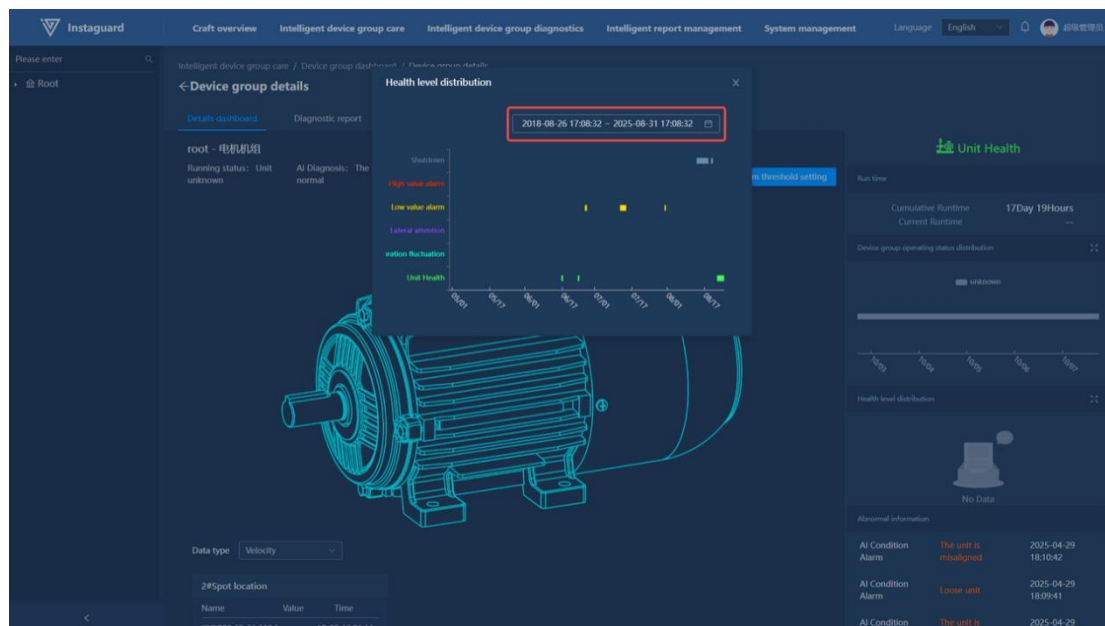 Instaguard
Craft overview
Intelligent device group care
Intelligent device group diagnostics
Intelligent report management
System management
Language
English
超级管理员
Please enter
Root
Intelligent device group care / Device group dashboard / Device group details
←Device group details
Details dashboard
Diagnostic report
root - 电机机组
Running status: Unit
unknown
AI Diagnosis: The
normal
m threshold setting
Health level distribution
2018-08-26 17:08:32 ~ 2025-08-31 17:08:32
Shutdown
High value alarm
Low value alarm
Lateral attention
eration fluctuation
Unit Health
05/01
05/17
06/01
06/17
07/01
07/17
08/01
08/17
Unit Health
Run time
Cumulative Runtime
17Day 19Hours
Current Runtime
--
Device group operating status distribution
unknown
10/03
10/04
10/05
10/06
10/07
Health level distribution
No Data
Abnormal information
AI Condition
Alarm
The unit is
misaligned
2025-04-29
18:10:42
AI Condition
Alarm
Loose unit
2025-04-29
18:09:41
AI Condition
The unit is
2025-04-29
Data type
Velocity
2#Spot location
Name
Value
Time